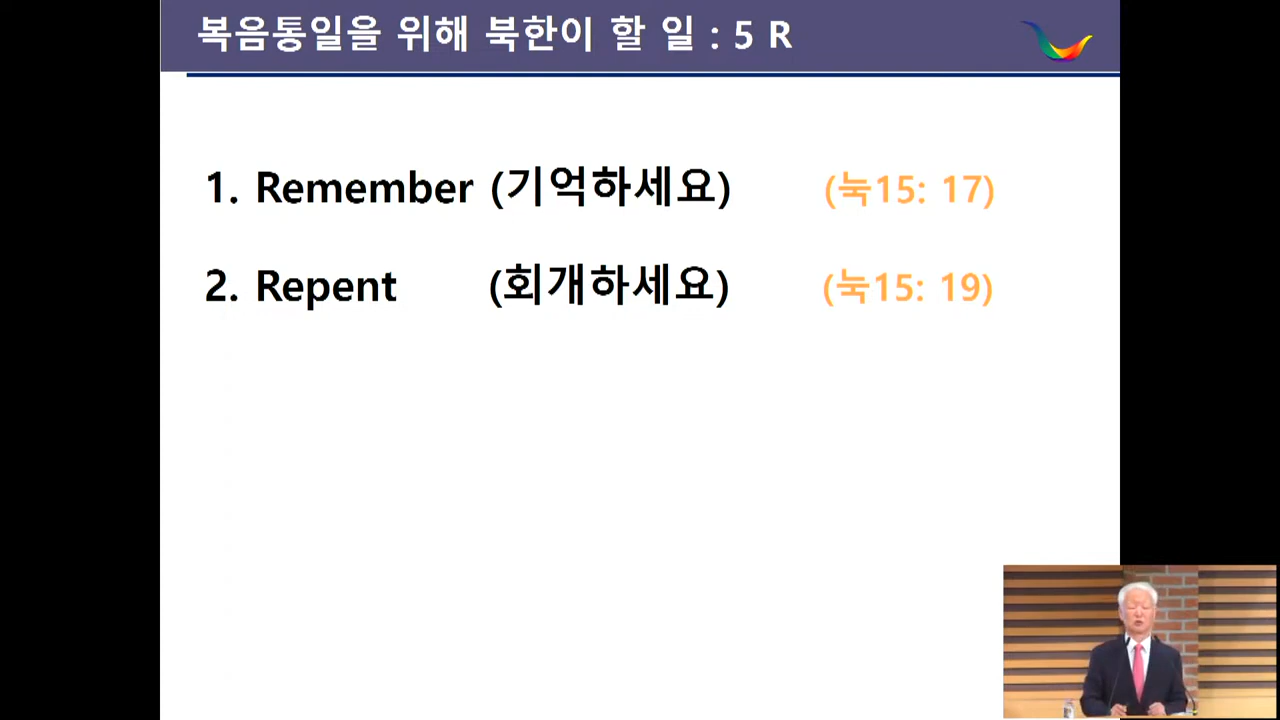 복음통일을 위해 북한이 할 일 : 5 R
1. Remember (기억하세요) (눅15: 17)
2. Repent (회개하세요) (눅15: 19)